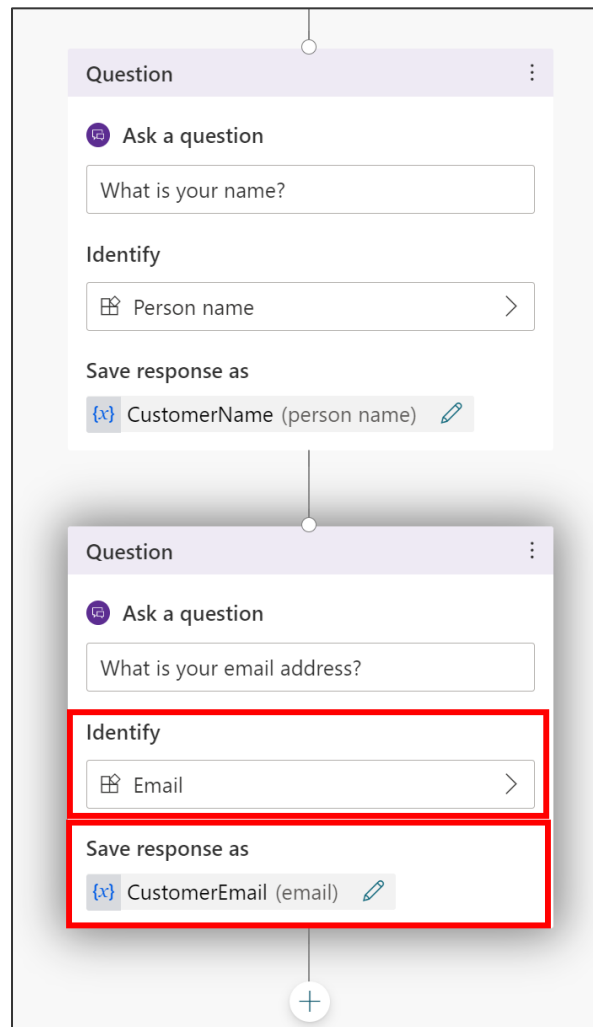 Question
Ask a question
What is your name?
Identify
Person name
Save response as
{x} CustomerName (person name)
Question
Ask a question
What is your email address?
Identify
Email
Save response as
{x} CustomerEmail (email)